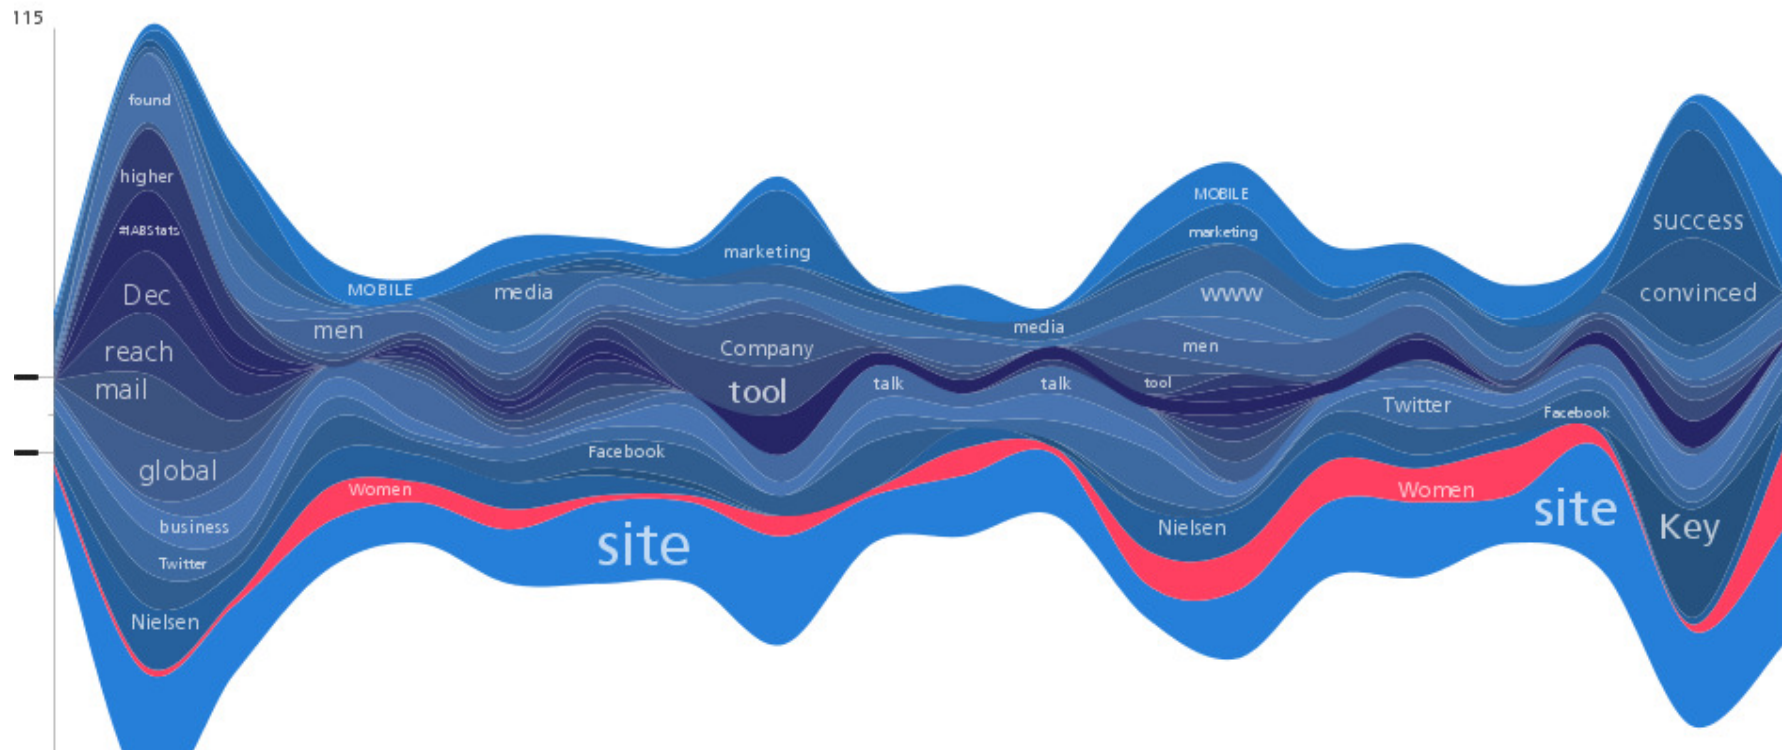 115
found
higher
#IABStats
Dec
reach
mail
global
business
Twitter
Nielsen
men
MOBILE
Women
media
Facebook
site
marketing
Company
tool
talk
media
talk
MOBILE
marketing
www
men
tool
Nielsen
Twitter
Women
Facebook
site
success
convinced
Key